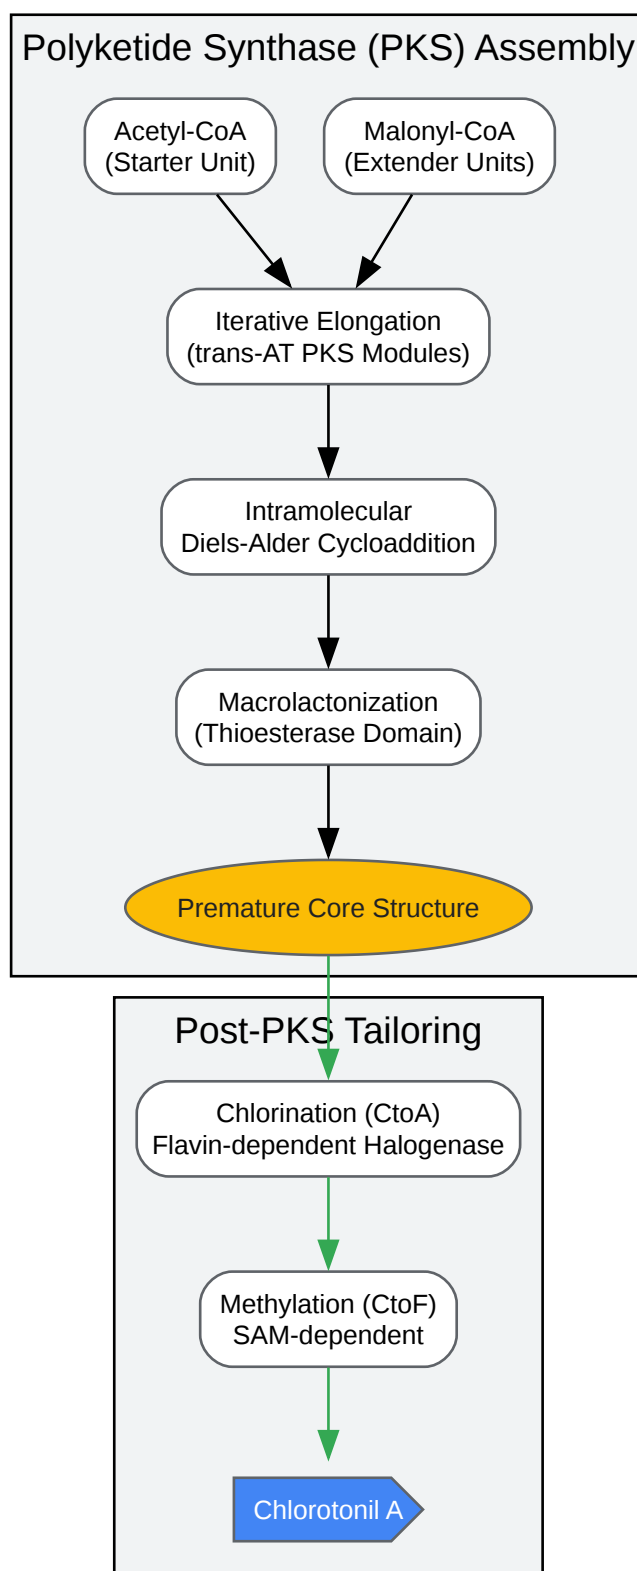 Polyketide Synthase (PKS) Assembly
Acetyl-CoA
(Starter Unit)
Malonyl-CoA
(Extender Units)
Iterative Elongation
(trans-AT PKS Modules)
Intramolecular
Diels-Alder Cycloaddition
Macrolactonization
(Thioesterase Domain)
Premature Core Structure
Post-PKS Tailoring
Chlorination (CtoA)
Flavin-dependent Halogenase
Methylation (CtoF)
SAM-dependent
Chlorotonil A